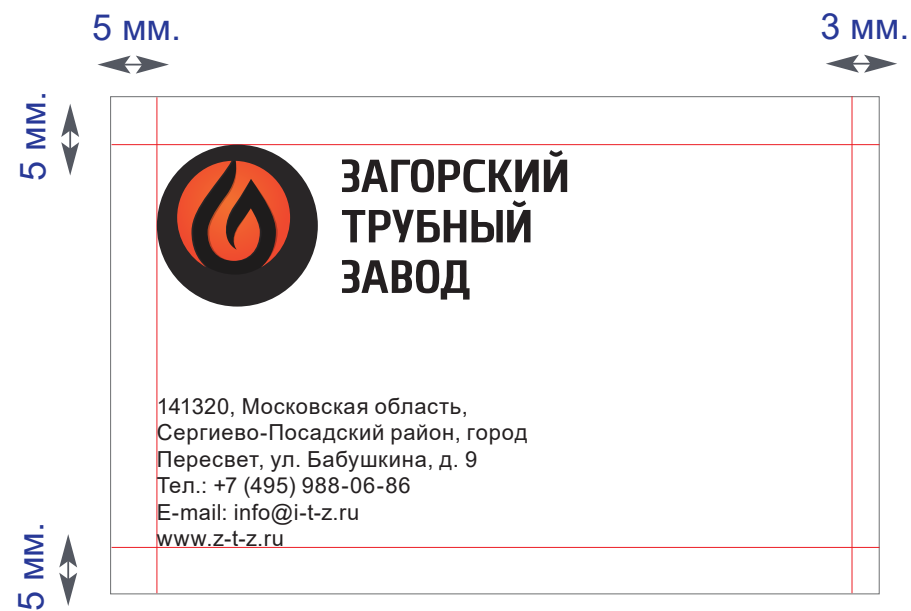 5 мм.
3 мм.
5 мм.
ЗАГОРСКИЙ
ТРУБНЫЙ
ЗАВОД
141320, Московская область,
Сергиево-Посадский район, город
Пересвет, ул. Бабушкина, д. 9
Тел.: +7 (495) 988-06-86
E-mail: info@i-t-z.ru
www.z-t-z.ru
5 мм.